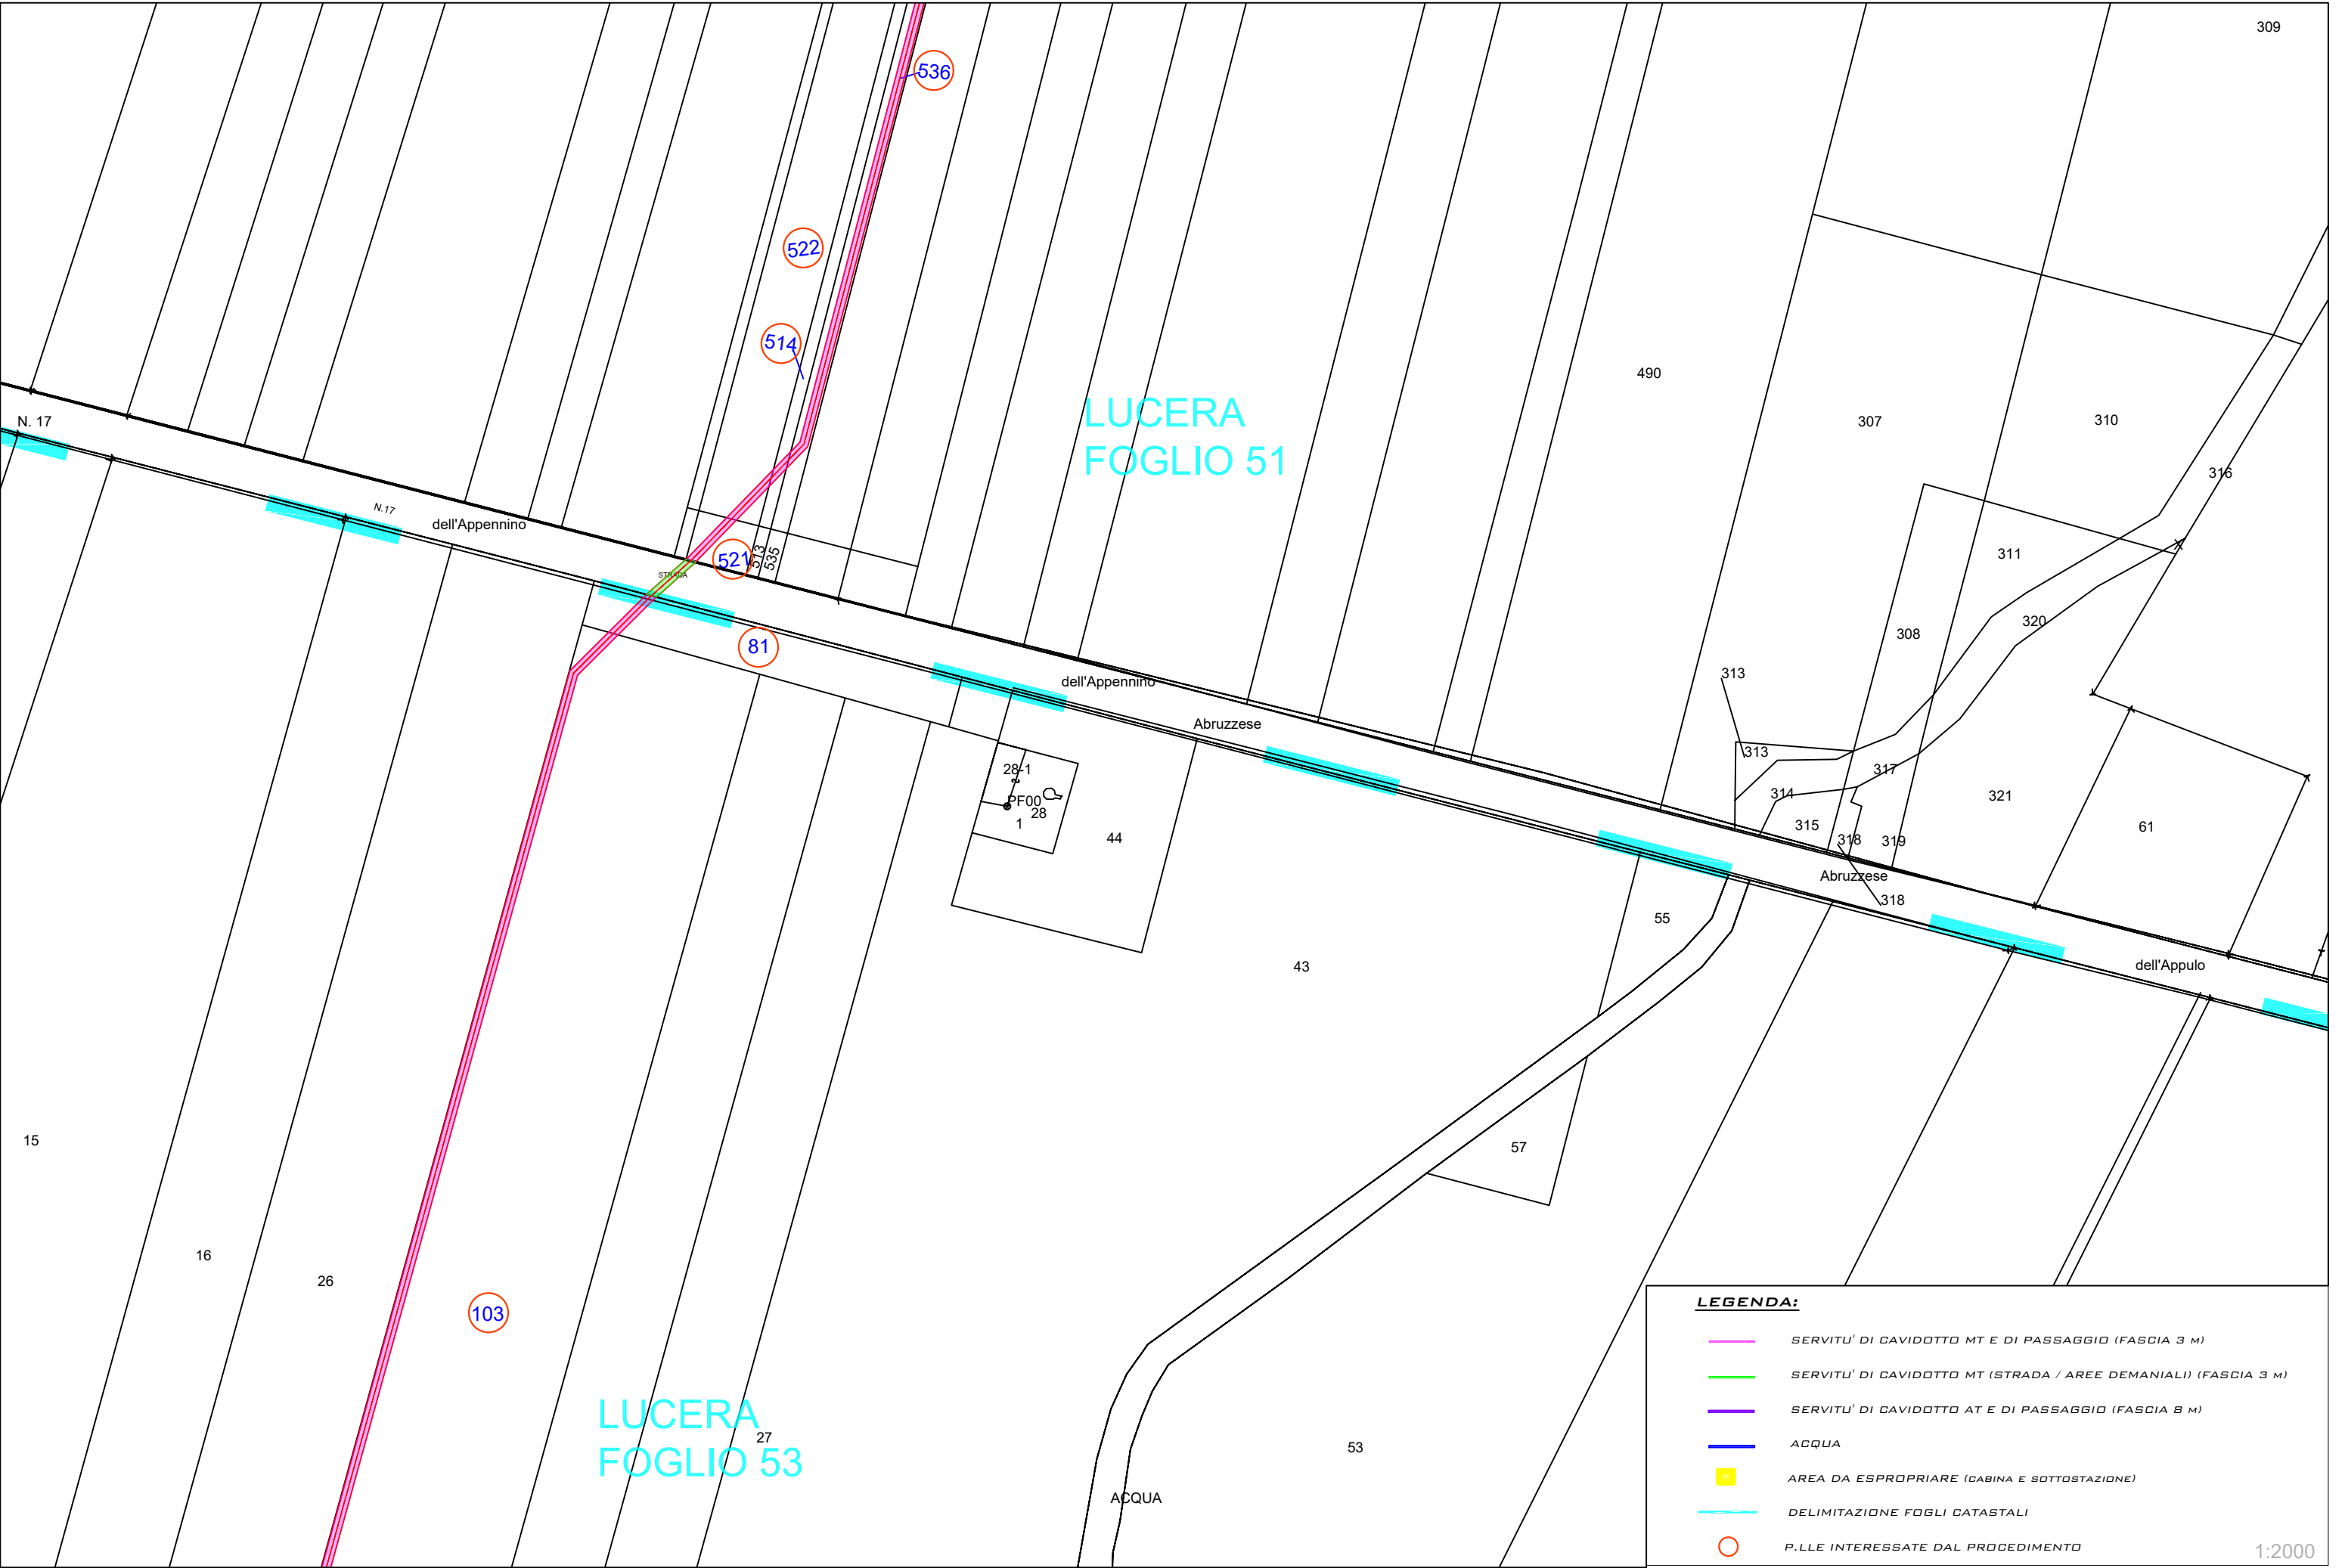 309
536
522
514
LUCERA
FOGLIO 51
490
307
310
N. 17
316
N.17
dell'Appennino
521
513
535
STRADA
311
320
308
81
313
dell'Appennino
Abruzzese
313
28-1
317
314
PF00
28
1
321
44
315
318
319
61
Abruzzese
318
55
43
dell'Appulo
15
57
16
26
103
LUCERA
FOGLIO 53
27
53
ACQUA
LEGENDA:
SERVITU' DI CAVIDOTTO MT E DI PASSAGGIO (FASCIA 3 M)
SERVITU' DI CAVIDOTTO MT (STRADA / AREE DEMANIALI) (FASCIA 3 M)
SERVITU' DI CAVIDOTTO AT E DI PASSAGGIO (FASCIA 8 M)
ACQUA
AREA DA ESPROPRIARE (CABINA E SOTTOSTAZIONE)
DELIMITAZIONE FOGLI CATASTALI
P.LLE INTERESSATE DAL PROCEDIMENTO
1:2000